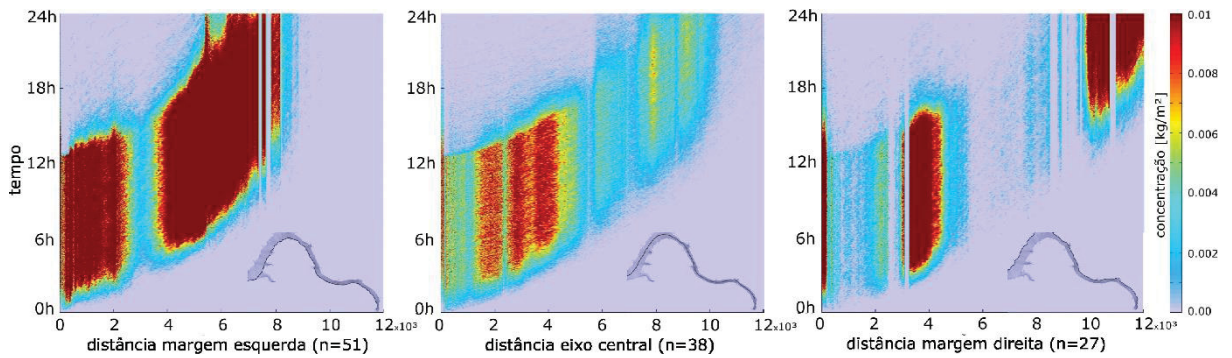 24h
18h
12h
6h
0h
tempo
0 2 4 6 8 10 12 x10³
distância margem esquerda (n=51)
24h
18h
12h
6h
0h
0 2 4 6 8 10 12 x10³
distância eixo central (n=38)
24h
18h
12h
6h
0h
0 2 4 6 8 10 12 x10³
distância margem direita (n=27)
0.01
0.008
0.006
0.004
0.002
0.00
concentração [kg/m²]